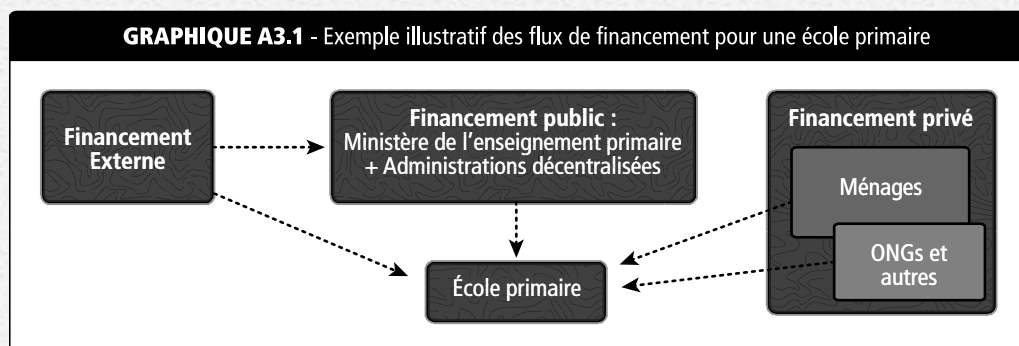 GRAPHIQUE A3.1 - Exemple illustratif des flux de financement pour une école primaire
Financement
Externe
Financement public :
Ministère de l'enseignement primaire
+ Administrations décentralisées
Financement privé
Ménages
ONGs et
autres
École primaire